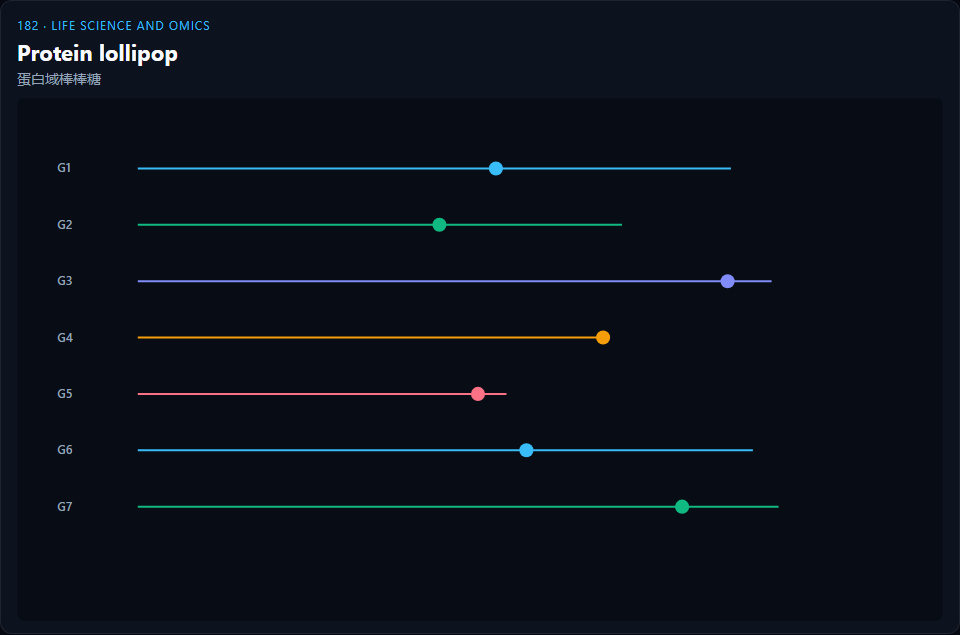 182 · LIFE SCIENCE AND OMICS
Protein lollipop
蛋白域棒棒糖
G1
G2
G3
G4
G5
G6
G7